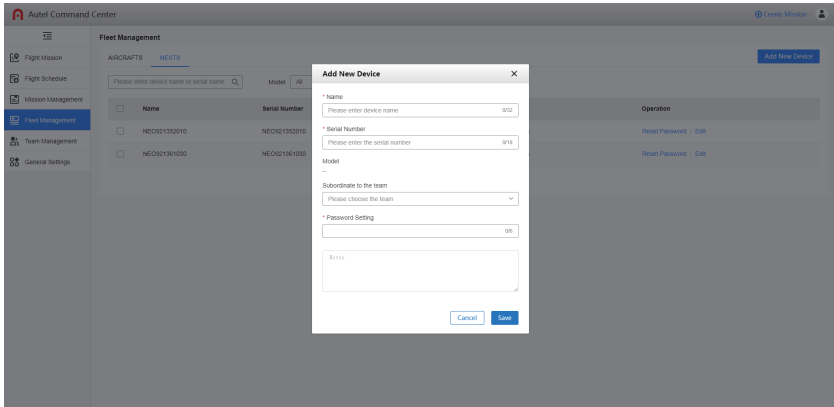 Autel Command Center
Create Mission
Flight Mission
Flight Schedule
Mission Management
Fleet Management
Team Management
General Settings
Fleet Management
AIRCRAFTS NESTS
Add New Device
Please enter device name or serial name
Model All
Name Serial Number Operation
NEO921352010 NEO921352010 Reset Password | Edit
NEO921361030 NEO921361030 Reset Password | Edit
Add New Device
* Name
Please enter device name 0/32
* Serial Number
Please enter the serial number 0/16
Model
--
Subordinate to the team
Please choose the team
* Password Setting
0/6
Notes
Cancel Save